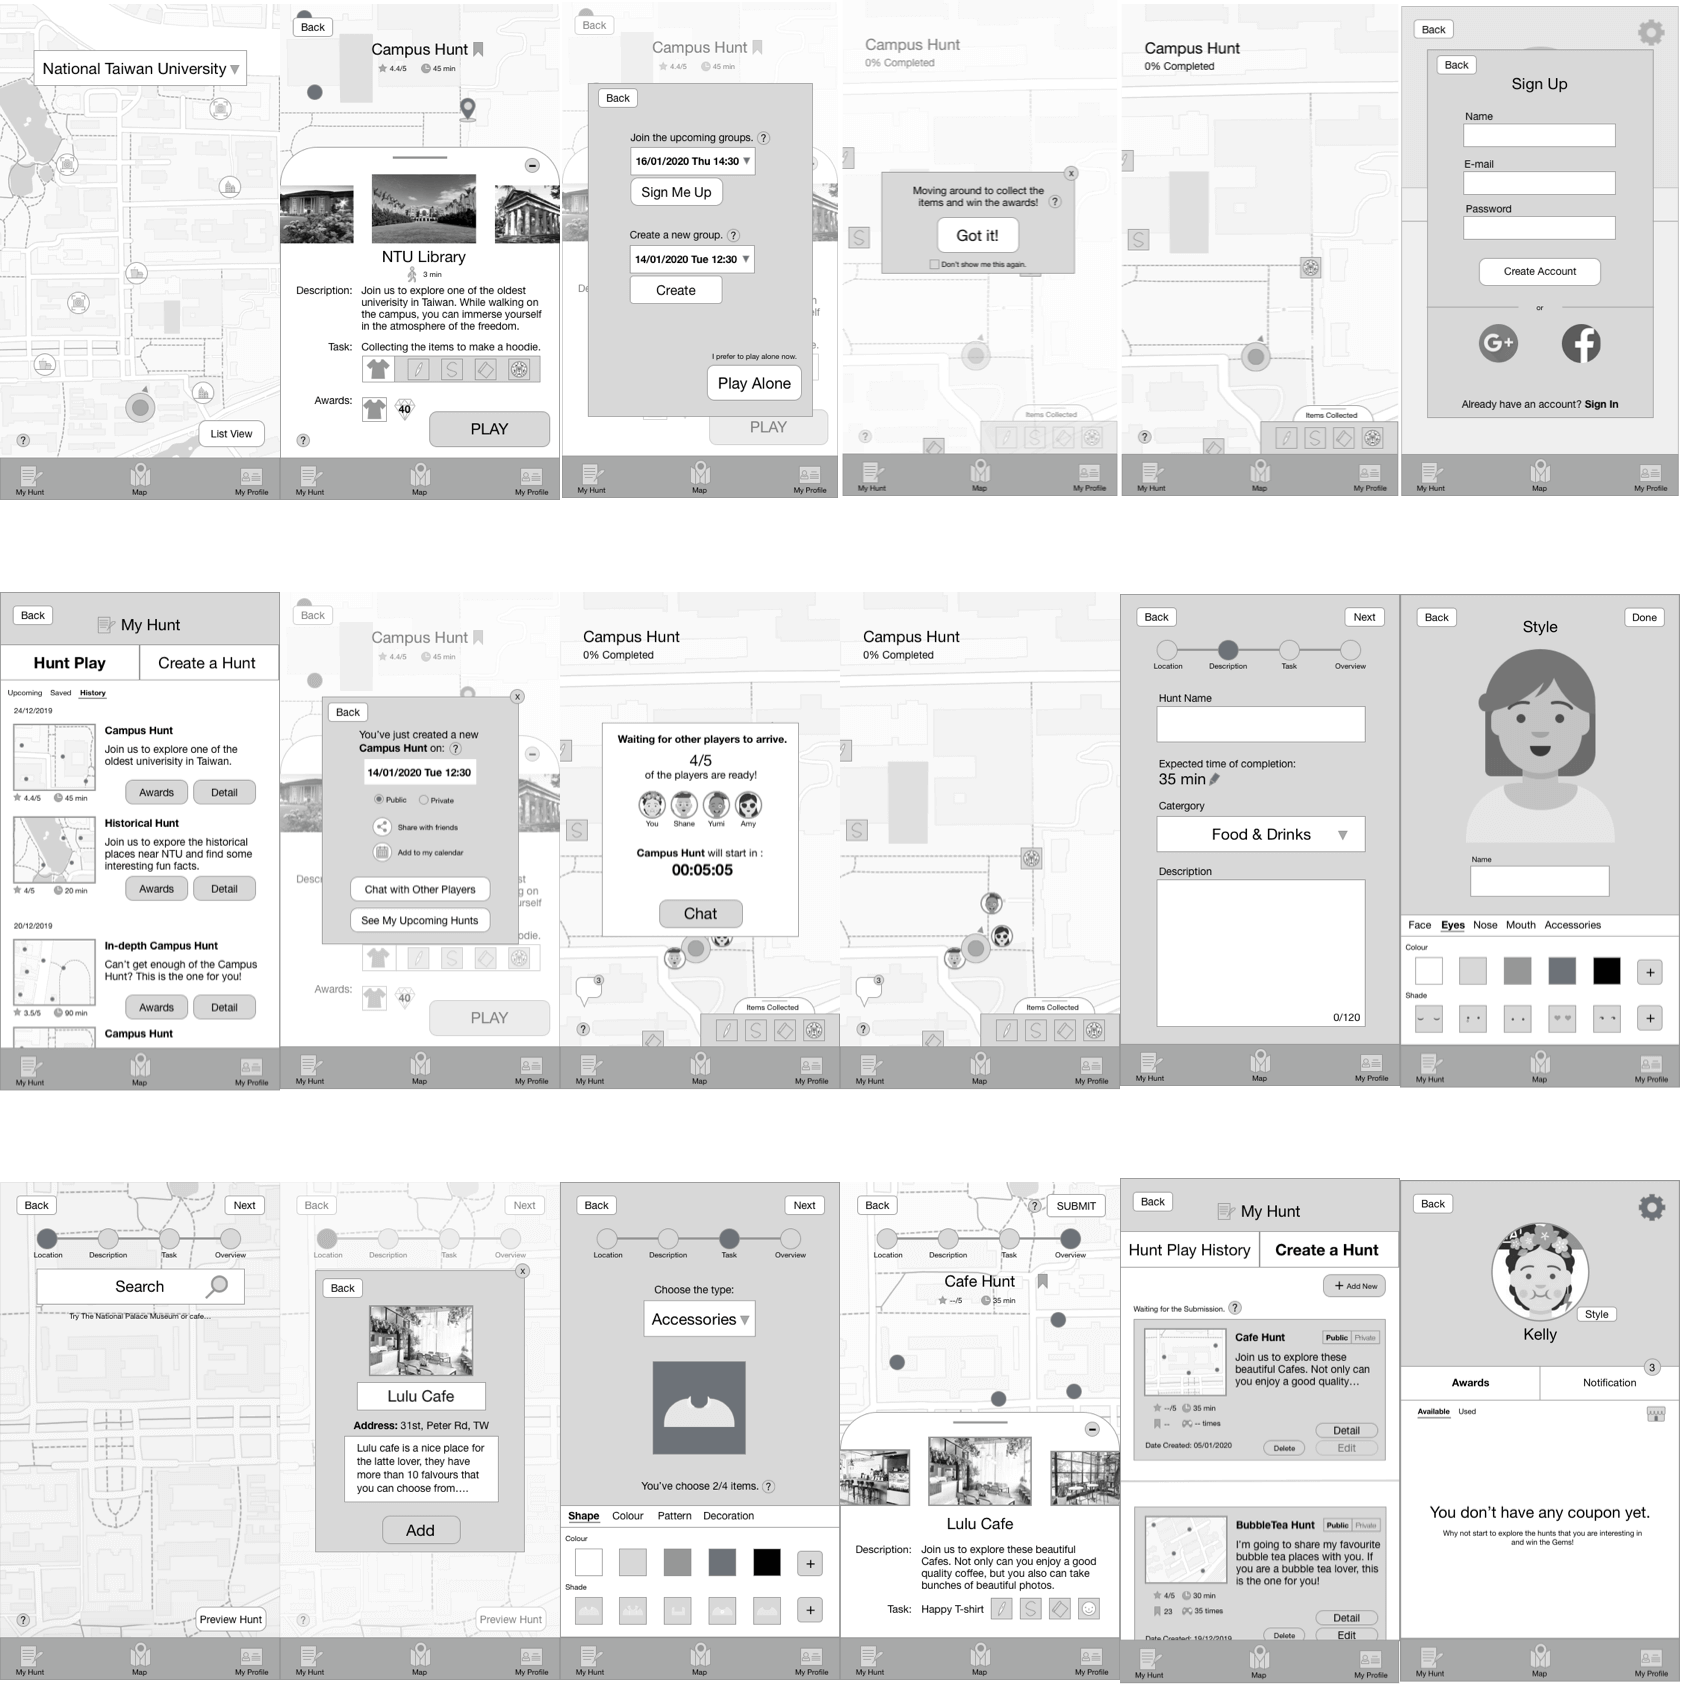 National Taiwan University
List View
?
My Hunt
Map
My Profile
Back
Campus Hunt
4.4/5
45 min
NTU Library
3 min
Description:
Join us to explore one of the oldest
univerisity in Taiwan. While walking on
the campus, you can immerse yourself
in the atmosphere of the freedom.
Task:
Collecting the items to make a hoodie.
Awards:
40
PLAY
?
My Hunt
Map
My Profile
Back
Campus Hunt
4.4/5
45 min
Back
Join the upcoming groups. ?
16/01/2020 Thu 14:30
Sign Me Up
Create a new group. ?
14/01/2020 Tue 12:30
Create
I prefer to play alone now.
Play Alone
PLAY
My Hunt
Map
My Profile
Campus Hunt
0% Completed
x
Moving around to collect the
items and win the awards!
?
Got it!
Don't show me this again.
S
Items Collected
S
?
My Hunt
Map
My Profile
Campus Hunt
0% Completed
S
Items Collected
S
?
My Hunt
Map
My Profile
Back
Back
Sign Up
Name
E-mail
Password
Create Account
or
G+
f
Already have an account? Sign In
My Hunt
Map
My Profile
Back
My Hunt
Hunt Play
Create a Hunt
Upcoming
Saved
History
24/12/2019
Campus Hunt
Join us to explore one of the
oldest univerisity in Taiwan.
4.4/5
45 min
Awards
Detail
Historical Hunt
Join us to expore the historical
places near NTU and find some
interesting fun facts.
4/5
20 min
Awards
Detail
20/12/2019
In-depth Campus Hunt
Can't get enough of the Campus
Hunt? This is the one for you!
3.5/5
90 min
Awards
Detail
Campus Hunt
My Hunt
Map
My Profile
Back
Campus Hunt
4.4/5
45 min
x
Back
You've just created a new
Campus Hunt on: ?
14/01/2020 Tue 12:30
Public
Private
Share with friends
Add to my calendar
Chat with Other Players
See My Upcoming Hunts
Awards:
40
PLAY
My Hunt
Map
My Profile
Campus Hunt
0% Completed
Waiting for other players to arrive.
4/5
of the players are ready!
You
Shane
Yumi
Amy
Campus Hunt will start in :
00:05:05
Chat
S
3
Items Collected
S
?
My Hunt
Map
My Profile
Campus Hunt
0% Completed
S
Items Collected
S
?
My Hunt
Map
My Profile
Back
Next
Location
Description
Task
Overview
Hunt Name
Expected time of completion:
35 min
Catergory
Food & Drinks
Description
0/120
My Hunt
Map
My Profile
Back
Style
Done
Name
Face
Eyes
Nose
Mouth
Accessories
Colour
+
Shade
+
My Hunt
Map
My Profile
Back
Next
Location
Description
Task
Overview
Search
Try The National Palace Museum or cafe...
?
Preview Hunt
My Hunt
Map
My Profile
Back
Next
Location
Description
Task
Overview
x
Back
Lulu Cafe
Address: 31st, Peter Rd, TW
Lulu cafe is a nice place for
the latte lover, they have
more than 10 falvours that
you can choose from....
Add
?
Preview Hunt
My Hunt
Map
My Profile
Back
Next
Location
Description
Task
Overview
Choose the type:
Accessories
You've choose 2/4 items. ?
Shape
Colour
Pattern
Decoration
Colour
+
Shade
+
My Hunt
Map
My Profile
Back
?
SUBMIT
Location
Description
Task
Overview
Cafe Hunt
--/5
35 min
Lulu Cafe
Description:
Join us to explore these beautiful
Cafes. Not only can you enjoy a good
quality coffee, but you also can take
bunches of beautiful photos.
Task:
Happy T-shirt
S
My Hunt
Map
My Profile
Back
My Hunt
Hunt Play History
Create a Hunt
+ Add New
Waiting for the Submission. ?
Cafe Hunt
Public
Private
Join us to explore these
beautiful Cafes. Not only can
you enjoy a good quality…
--/5
35 min
--
-- times
Detail
Date Created: 05/01/2020
Delete
Edit
BubbleTea Hunt
Public
Private
I'm going to share my favourite
bubble tea places with you. If
you are a bubble tea lover, this
is the one for you!
4/5
30 min
23
35 times
Detail
Date Created: 19/12/2019
Delete
Edit
My Hunt
Map
My Profile
Back
Style
Kelly
3
Awards
Notification
Available
Used
You don't have any coupon yet.
Why not start to explore the hunts that you are interesting in
and win the Gems!
My Hunt
Map
My Profile